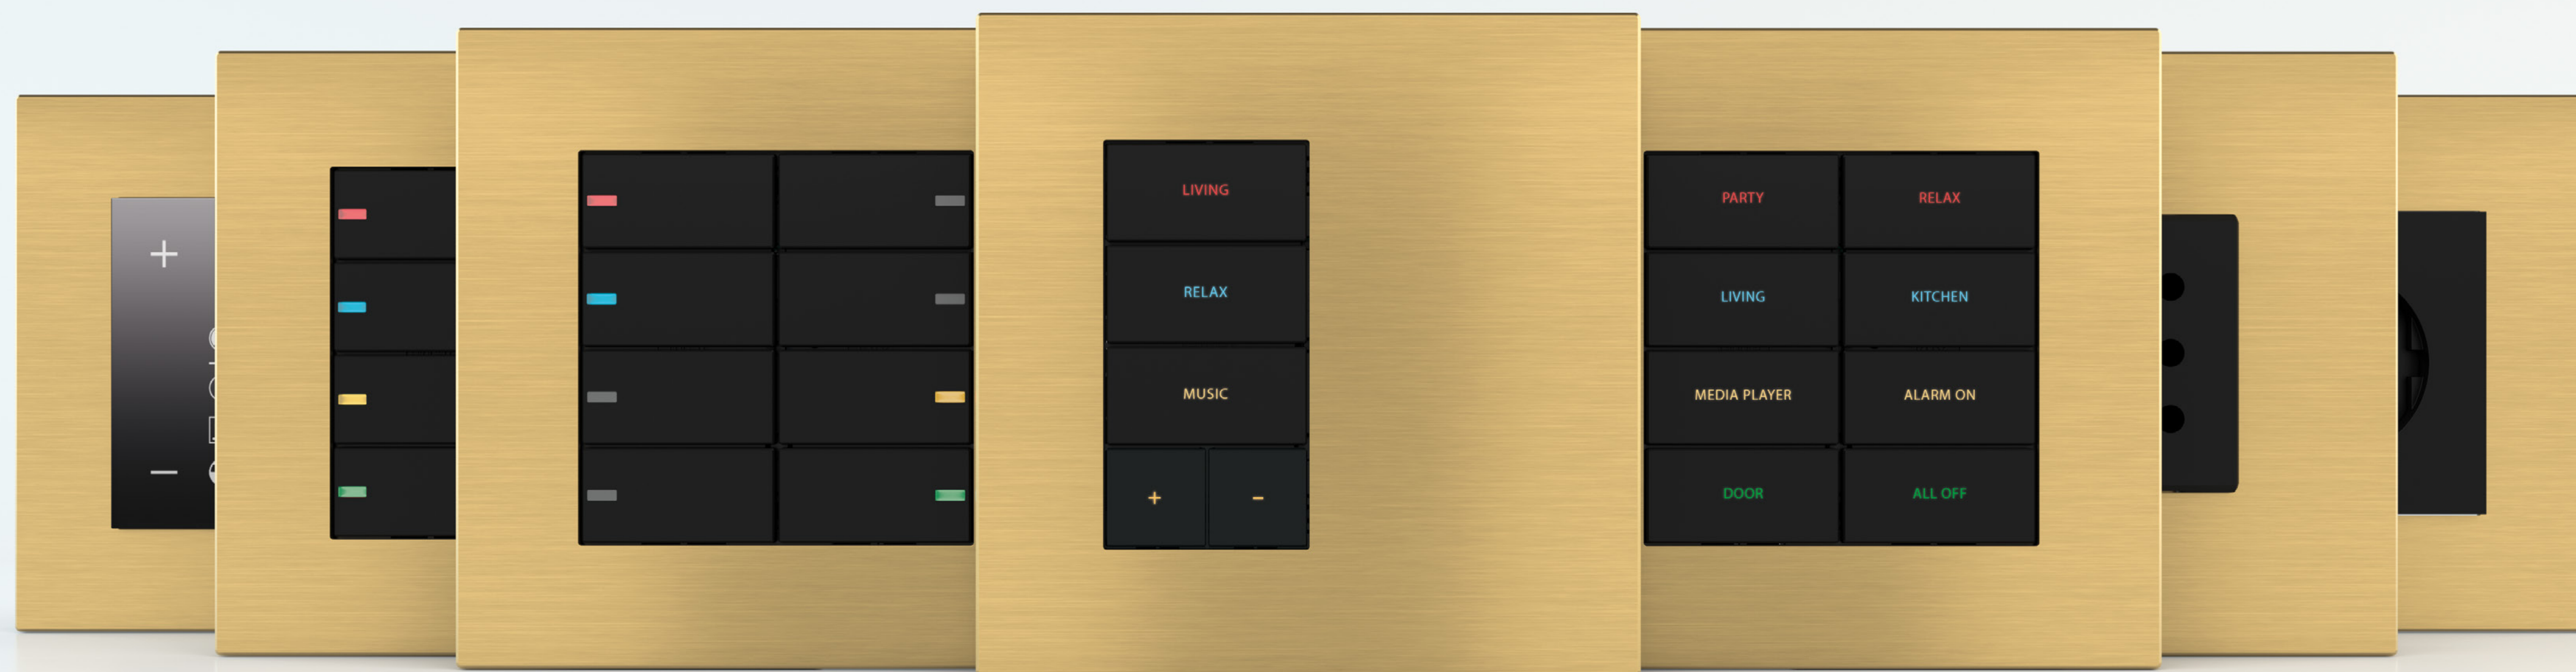 +
−
LIVING
RELAX
MUSIC
+ −
PARTY RELAX
LIVING KITCHEN
MEDIA PLAYER ALARM ON
DOOR ALL OFF